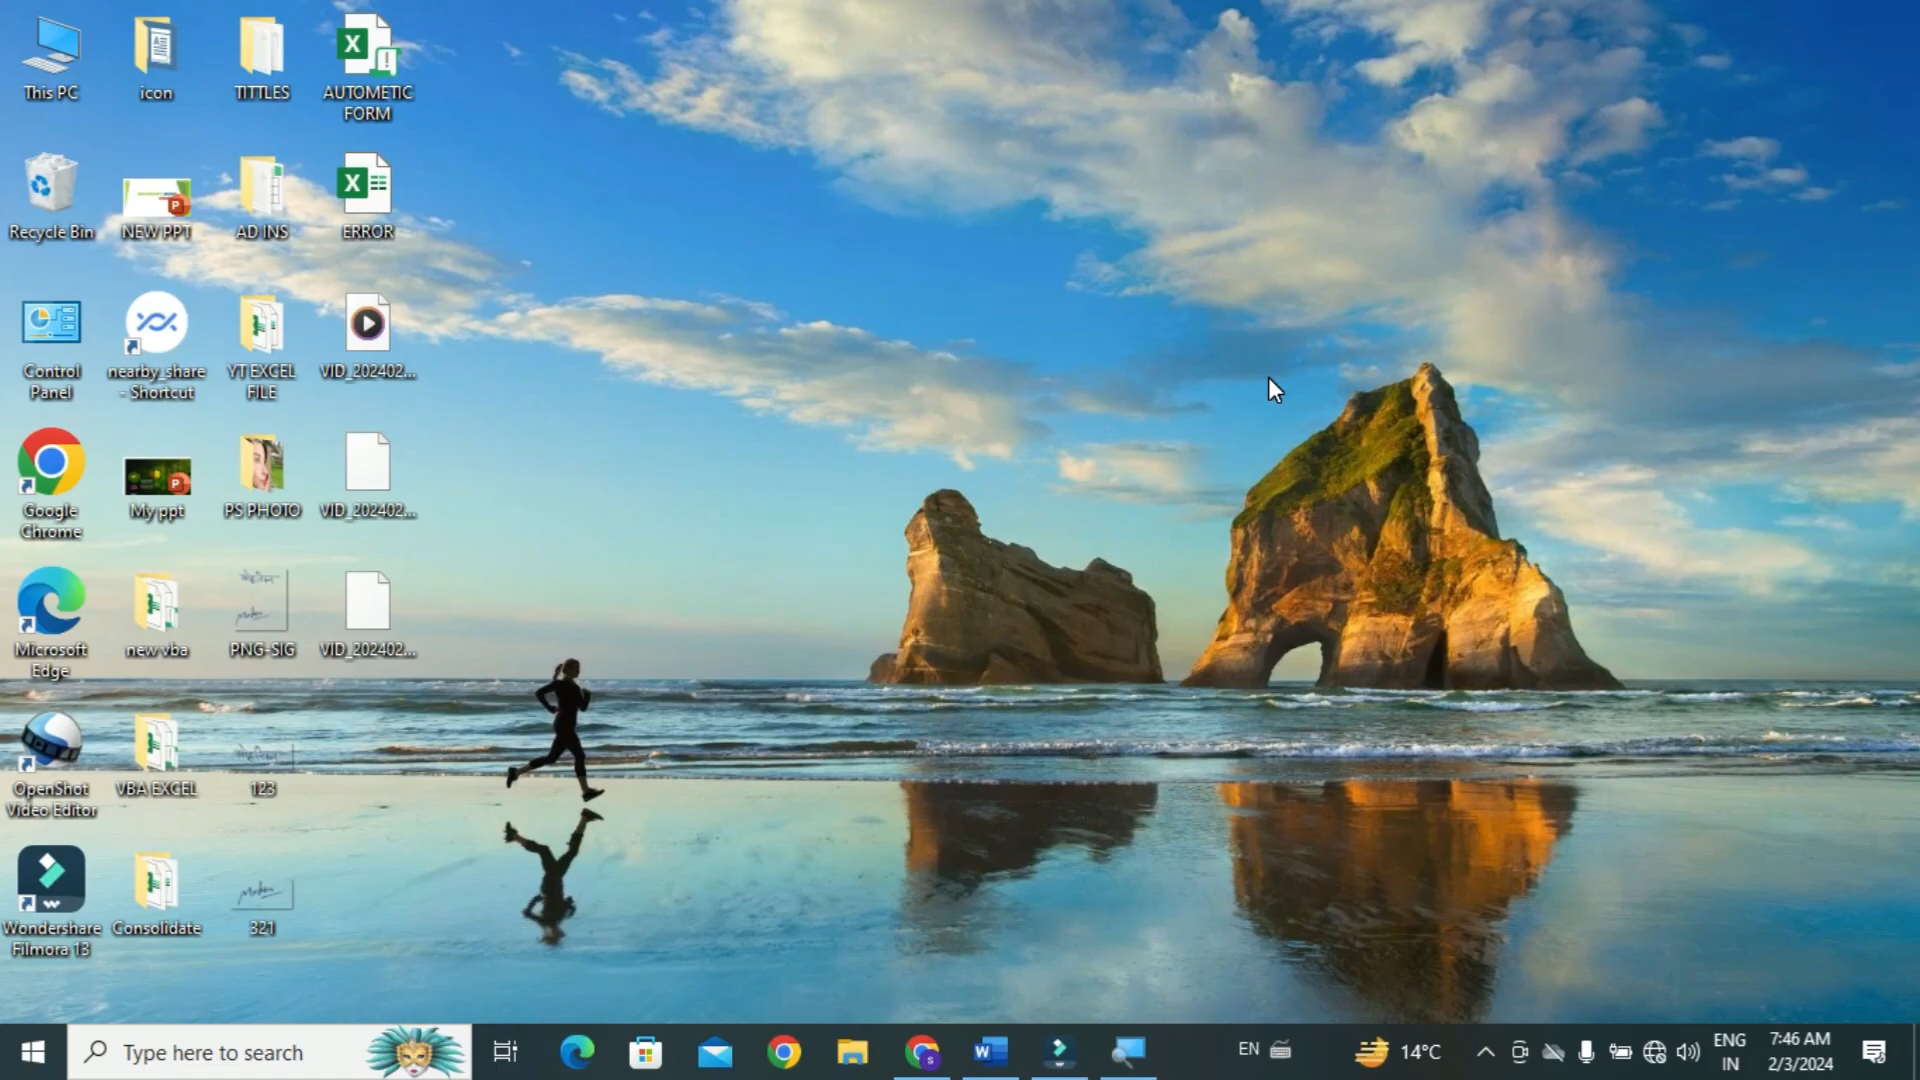 This PC
icon
TITTLES
AUTOMETIC
FORM
Recycle Bin
NEW PPT
AD INS
ERROR
Control
Panel
nearby_share
- Shortcut
YT EXCEL
FILE
VID_202402...
Google
Chrome
My ppt
PS PHOTO
VID_202402...
Microsoft
Edge
new vba
PNG-SIG
VID_202402...
OpenShot
Video Editor
VBA EXCEL
123
Wondershare
Filmora 13
Consolidate
321
Type here to search
EN
14°C
ENG
IN
7:46 AM
2/3/2024